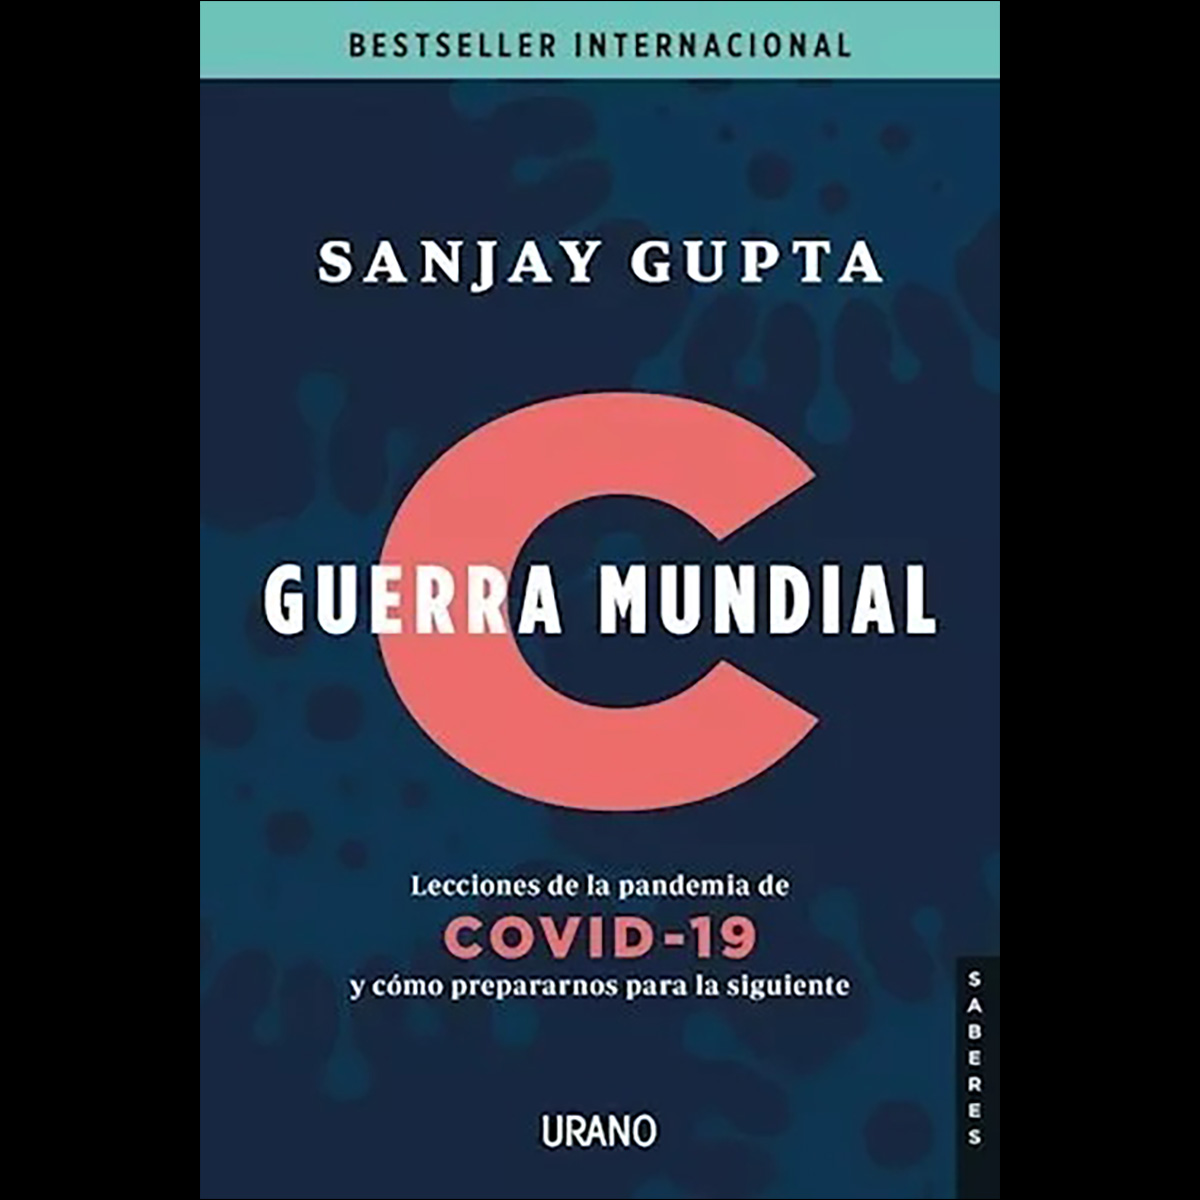 BESTSELLER INTERNACIONAL
SANJAY GUPTA
C
GUERRA MUNDIAL
Lecciones de la pandemia de
COVID-19
y cómo prepararnos para la siguiente
SABERES
URANO